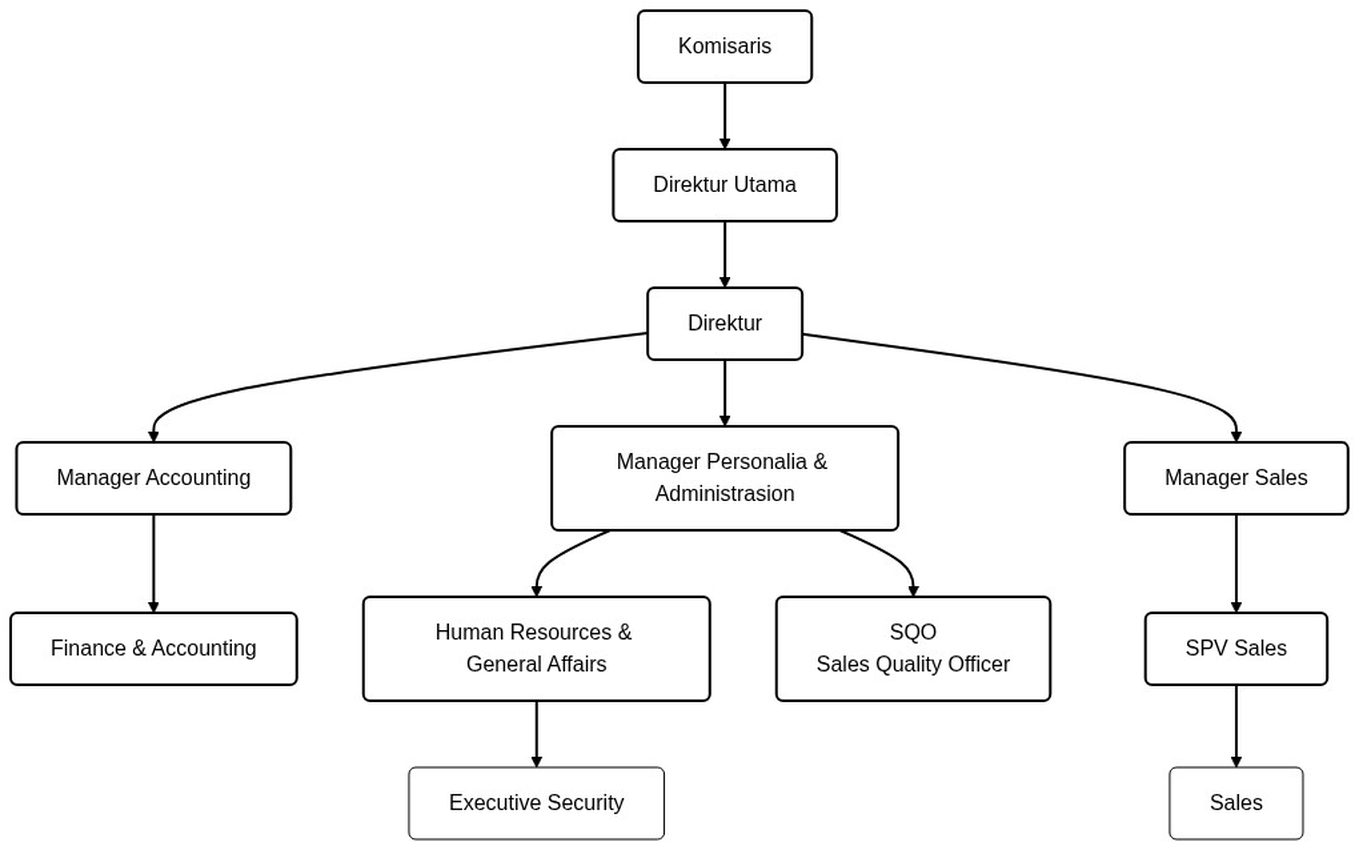 Komisaris
Direktur Utama
Direktur
Manager Accounting
Manager Personalia &
Administrasion
Manager Sales
Finance & Accounting
Human Resources &
General Affairs
SQO
Sales Quality Officer
SPV Sales
Executive Security
Sales